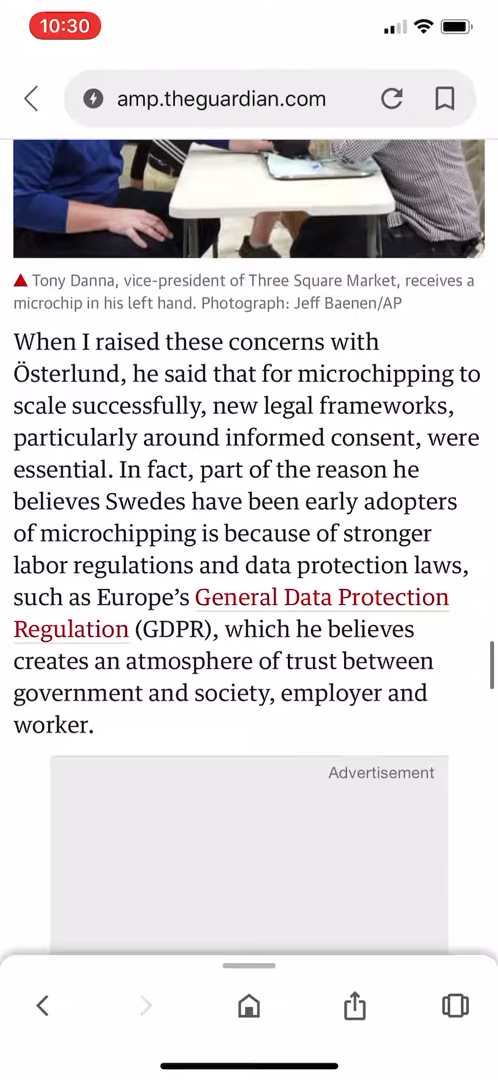 10:30
amp.theguardian.com
Tony Danna, vice-president of Three Square Market, receives a
microchip in his left hand. Photograph: Jeff Baenen/AP
When I raised these concerns with
Österlund, he said that for microchipping to
scale successfully, new legal frameworks,
particularly around informed consent, were
essential. In fact, part of the reason he
believes Swedes have been early adopters
of microchipping is because of stronger
labor regulations and data protection laws,
such as Europe’s General Data Protection
Regulation (GDPR), which he believes
creates an atmosphere of trust between
government and society, employer and
worker.
Advertisement